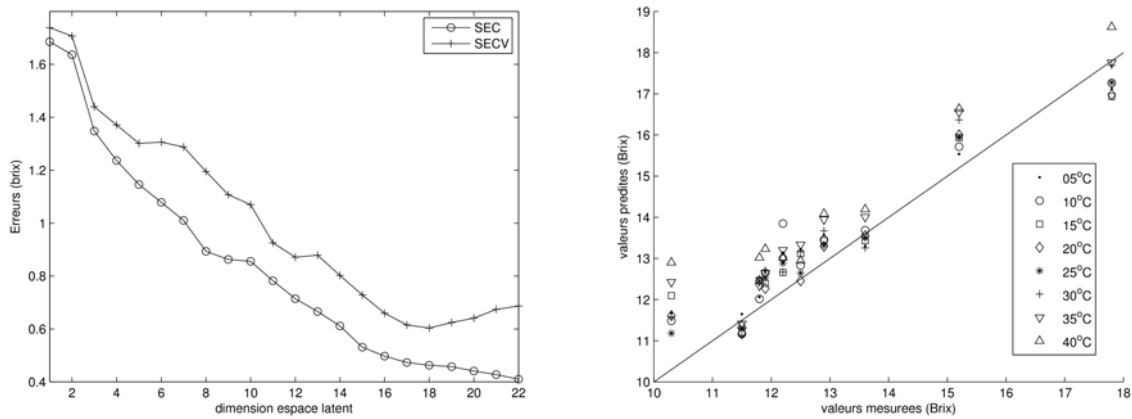 SEC
SECV
1.6
1.4
1.2
1
0.8
0.6
0.4
Erreurs (brix)
2 4 6 8 10 12 14 16 18 20 22
dimension espace latent
19
18
17
16
15
14
13
12
11
10
valeurs predites (Brix)
05°C
10°C
15°C
20°C
25°C
30°C
35°C
40°C
10 11 12 13 14 15 16 17 18
valeurs mesurees (Brix)